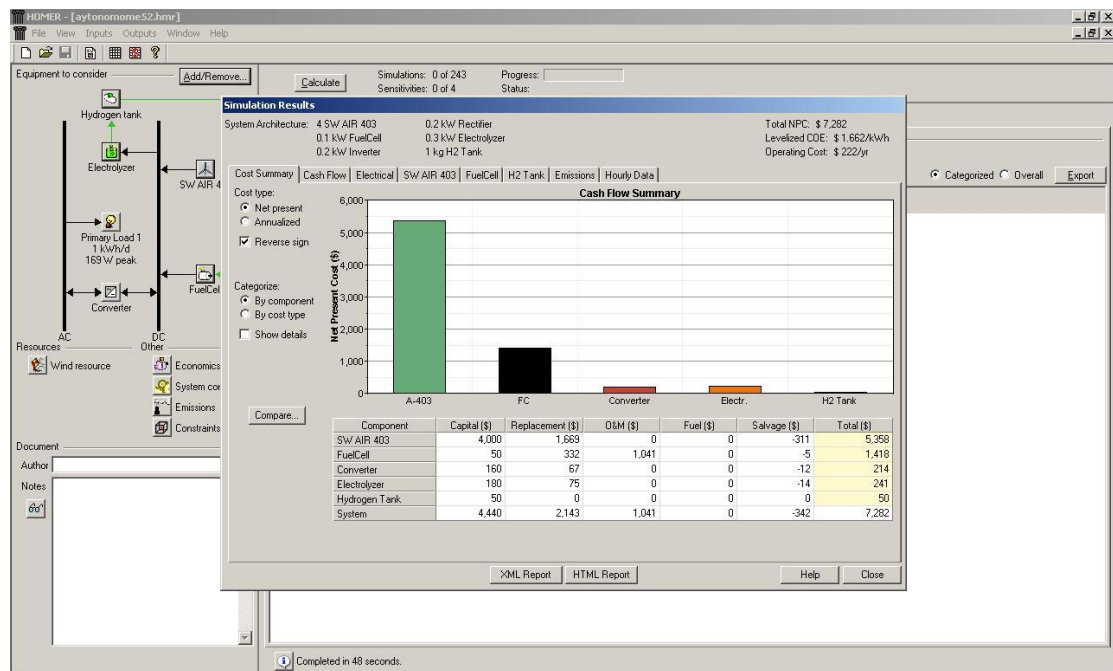 HOMER - [aytonomome52.hmr]
File View Inputs Outputs Window Help
Equipment to consider
Add/Remove...
Calculate
Simulations: 0 of 243
Progress:
Sensitivities: 0 of 4
Status:
Hydrogen tank
Electrolyzer
SW AIR 4
Primary Load 1
1 kWh/d
169 W peak
FuelCel
Converter
AC
DC
Resources
Other
Wind resource
Economics
System cor
Emissions
Constraints
Document
Author
Notes
Categorized
Overall
Export
Simulation Results
System Architecture: 4 SW AIR 403
0.2 kW Rectifier
Total NPC: $ 7,282
0.1 kW FuelCell
0.3 kW Electrolyzer
Levelized COE: $ 1.662/kWh
0.2 kW Inverter
1 kg H2 Tank
Operating Cost: $ 222/yr
Cost Summary Cash Flow Electrical SW AIR 403 FuelCell H2 Tank Emissions Hourly Data
Cost type:
Net present
Annualized
Reverse sign
Categorize:
By component
By cost type
Show details
Compare...
Cash Flow Summary
Net Present Cost ($)
6,000
5,000
4,000
3,000
2,000
1,000
0
A-403 FC Converter Electr. H2 Tank
Component Capital ($) Replacement ($) O&M ($) Fuel ($) Salvage ($) Total ($)
SW AIR 403 4,000 1,669 0 0 -311 5,358
FuelCell 50 332 1,041 0 -5 1,418
Converter 160 67 0 0 -12 214
Electrolyzer 180 75 0 0 -14 241
Hydrogen Tank 50 0 0 0 0 50
System 4,440 2,143 1,041 0 -342 7,282
XML Report
HTML Report
Help
Close
Completed in 48 seconds.